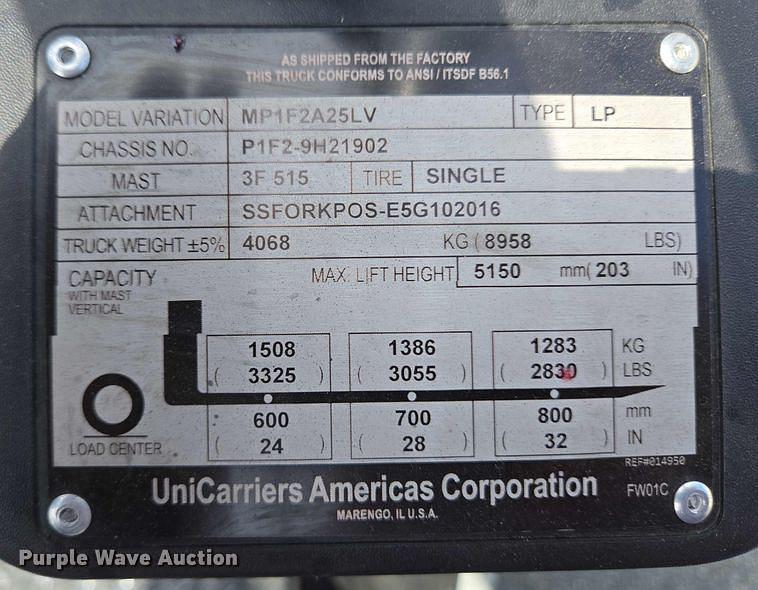 AS SHIPPED FROM THE FACTORY
THIS TRUCK CONFORMS TO ANSI / ITSDF B56.1
MODEL VARIATION MP1F2A25LV TYPE LP
CHASSIS NO. P1F2-9H21902
MAST 3F 515 TIRE SINGLE
ATTACHMENT SSFORKPOS-E5G102016
TRUCK WEIGHT ±5% 4068 KG ( 8958 LBS)
CAPACITY MAX. LIFT HEIGHT 5150 mm( 203 IN)
WITH MAST
VERTICAL
1508 1386 1283 KG
( 3325 ) ( 3055 ) ( 2830 ) LBS
600 700 800 mm
( 24 ) ( 28 ) ( 32 ) IN
LOAD CENTER
REF#014950
UniCarriers Americas Corporation FW01C
MARENGO, IL U.S.A.
Purple Wave Auction